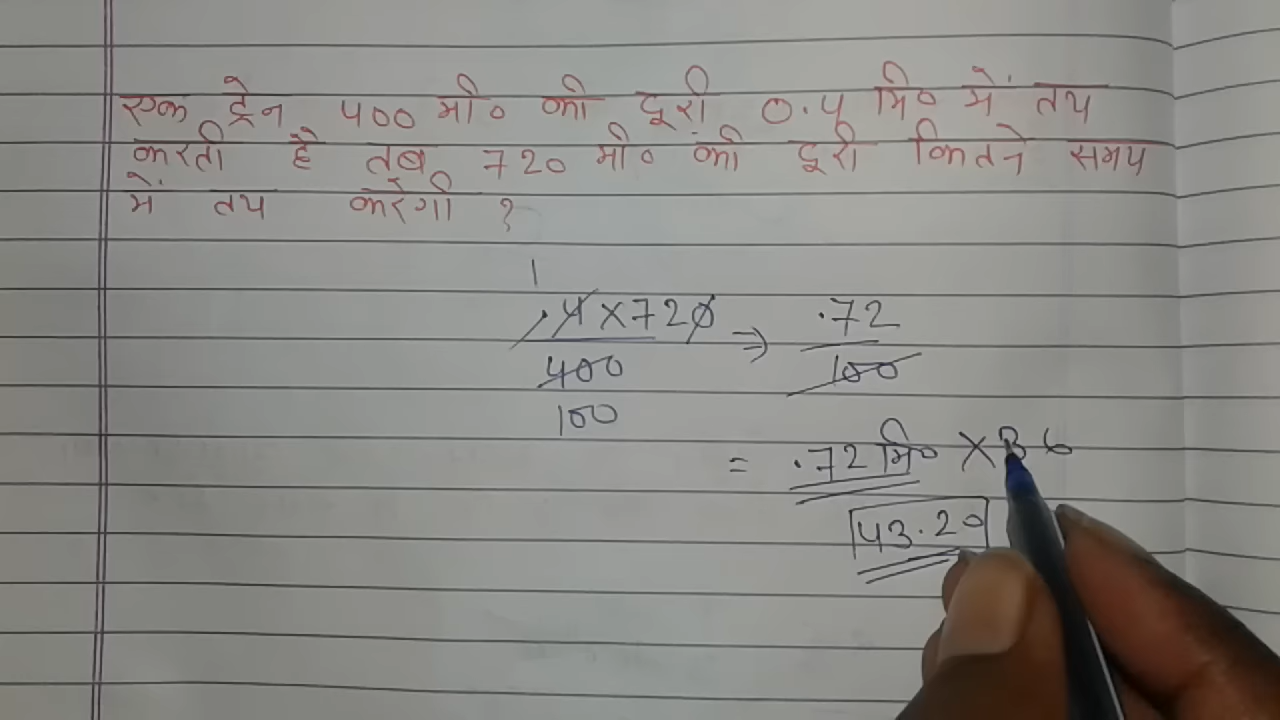 एक ट्रेन 400 मी० की दूरी 0.4 मि० में तय
करती है तब 720 मी० की दूरी कितने समय
में तय करेगी ?
1
.4 × 720 ⇒ .72
400 100
100
= .72 मि० ×
43.20